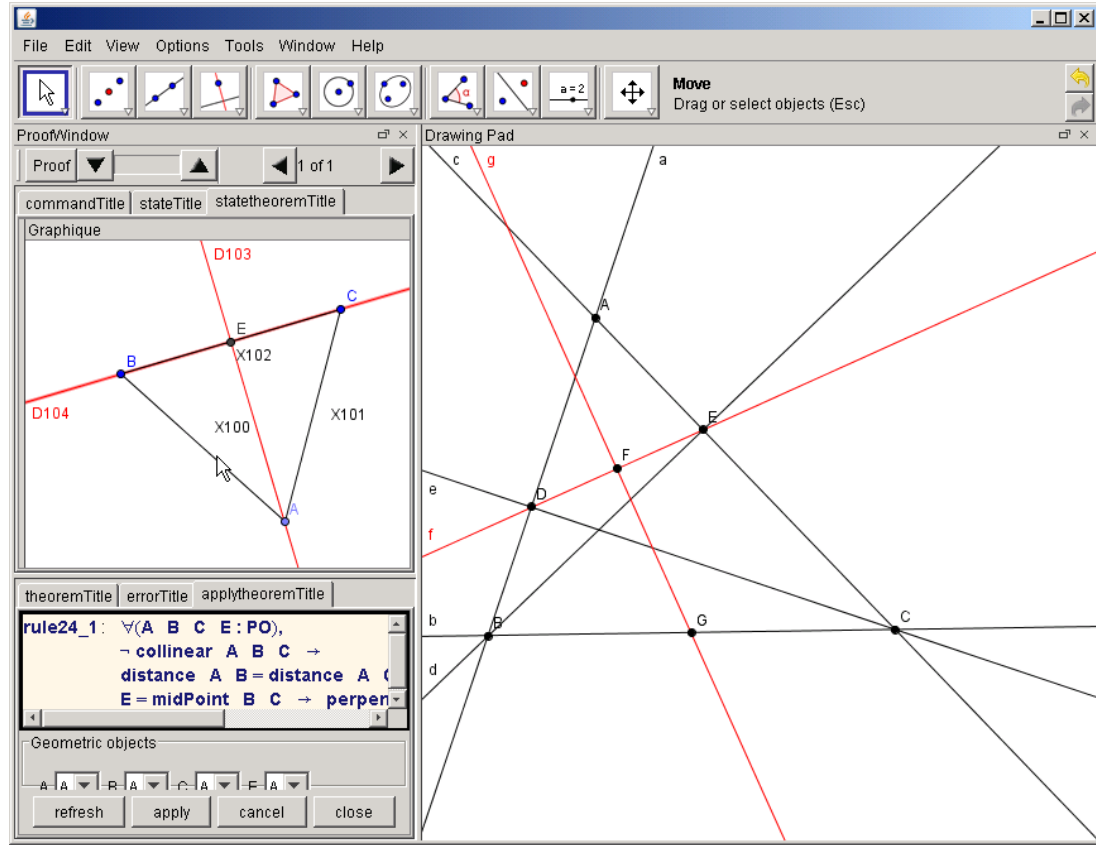 File Edit View Options Tools Window Help
α
a = 2
Move
Drag or select objects (Esc)
ProofWindow
Drawing Pad
Proof
1 of 1
commandTitle stateTitle statetheoremTitle
Graphique
D103
C
E
X102
B
D104
X100
X101
A
theoremTitle errorTitle applytheoremTitle
rule24_1: ∀(A B C E : PO),
¬ collinear A B C →
distance A B = distance A C
E = midPoint B C → perpen
Geometric objects
A A B A C A E A
refresh apply cancel close
c g a
A
E
F
e
D
f
b B G C
d